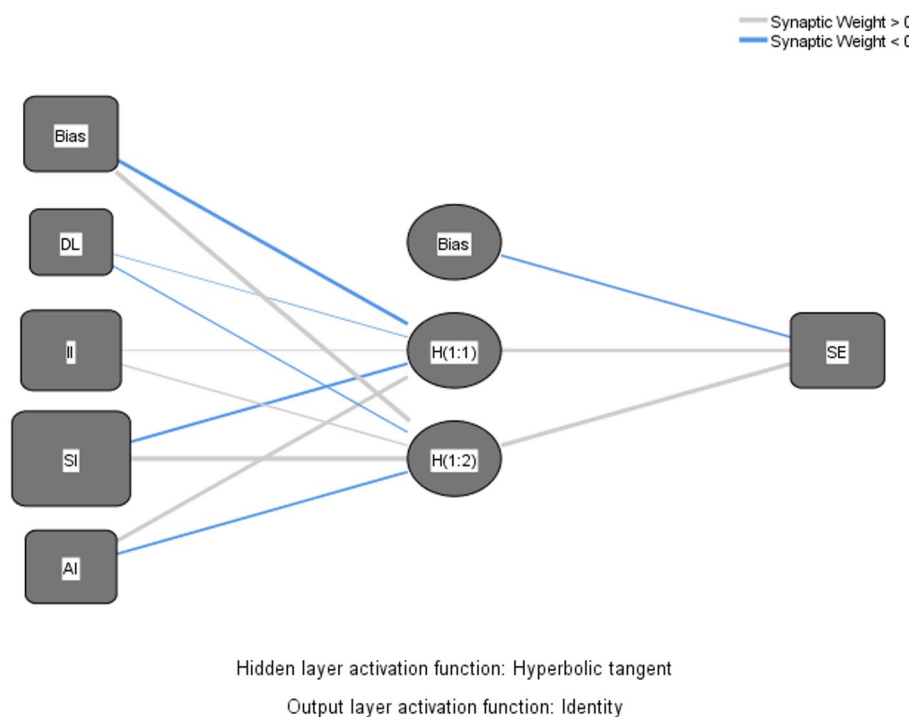 Synaptic Weight > 0
Synaptic Weight < 0
Bias
DL
II
SI
AI
Bias
H(1:1)
H(1:2)
SE
Hidden layer activation function: Hyperbolic tangent
Output layer activation function: Identity